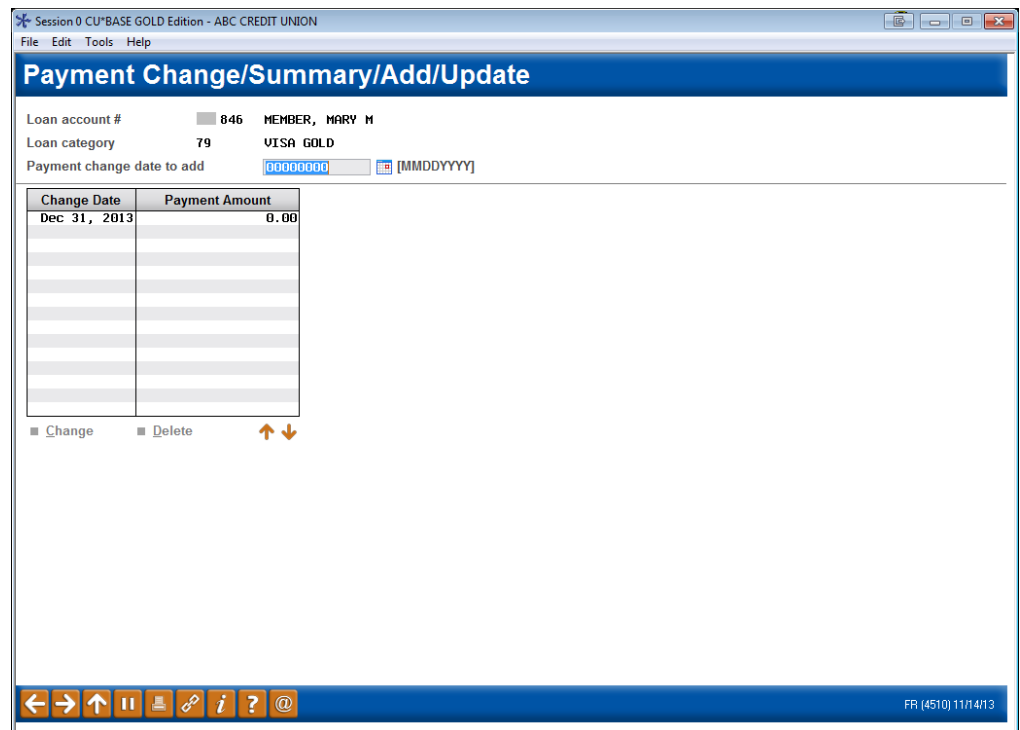 Session 0 CU*BASE GOLD Edition - ABC CREDIT UNION
File Edit Tools Help
Payment Change/Summary/Add/Update
Loan account # 846 MEMBER, MARY M
Loan category 79 VISA GOLD
Payment change date to add 00000000 [MMDDYYYY]
Change Date Payment Amount
Dec 31, 2013 0.00
Change Delete
i ? @
FR (4510) 11/14/13